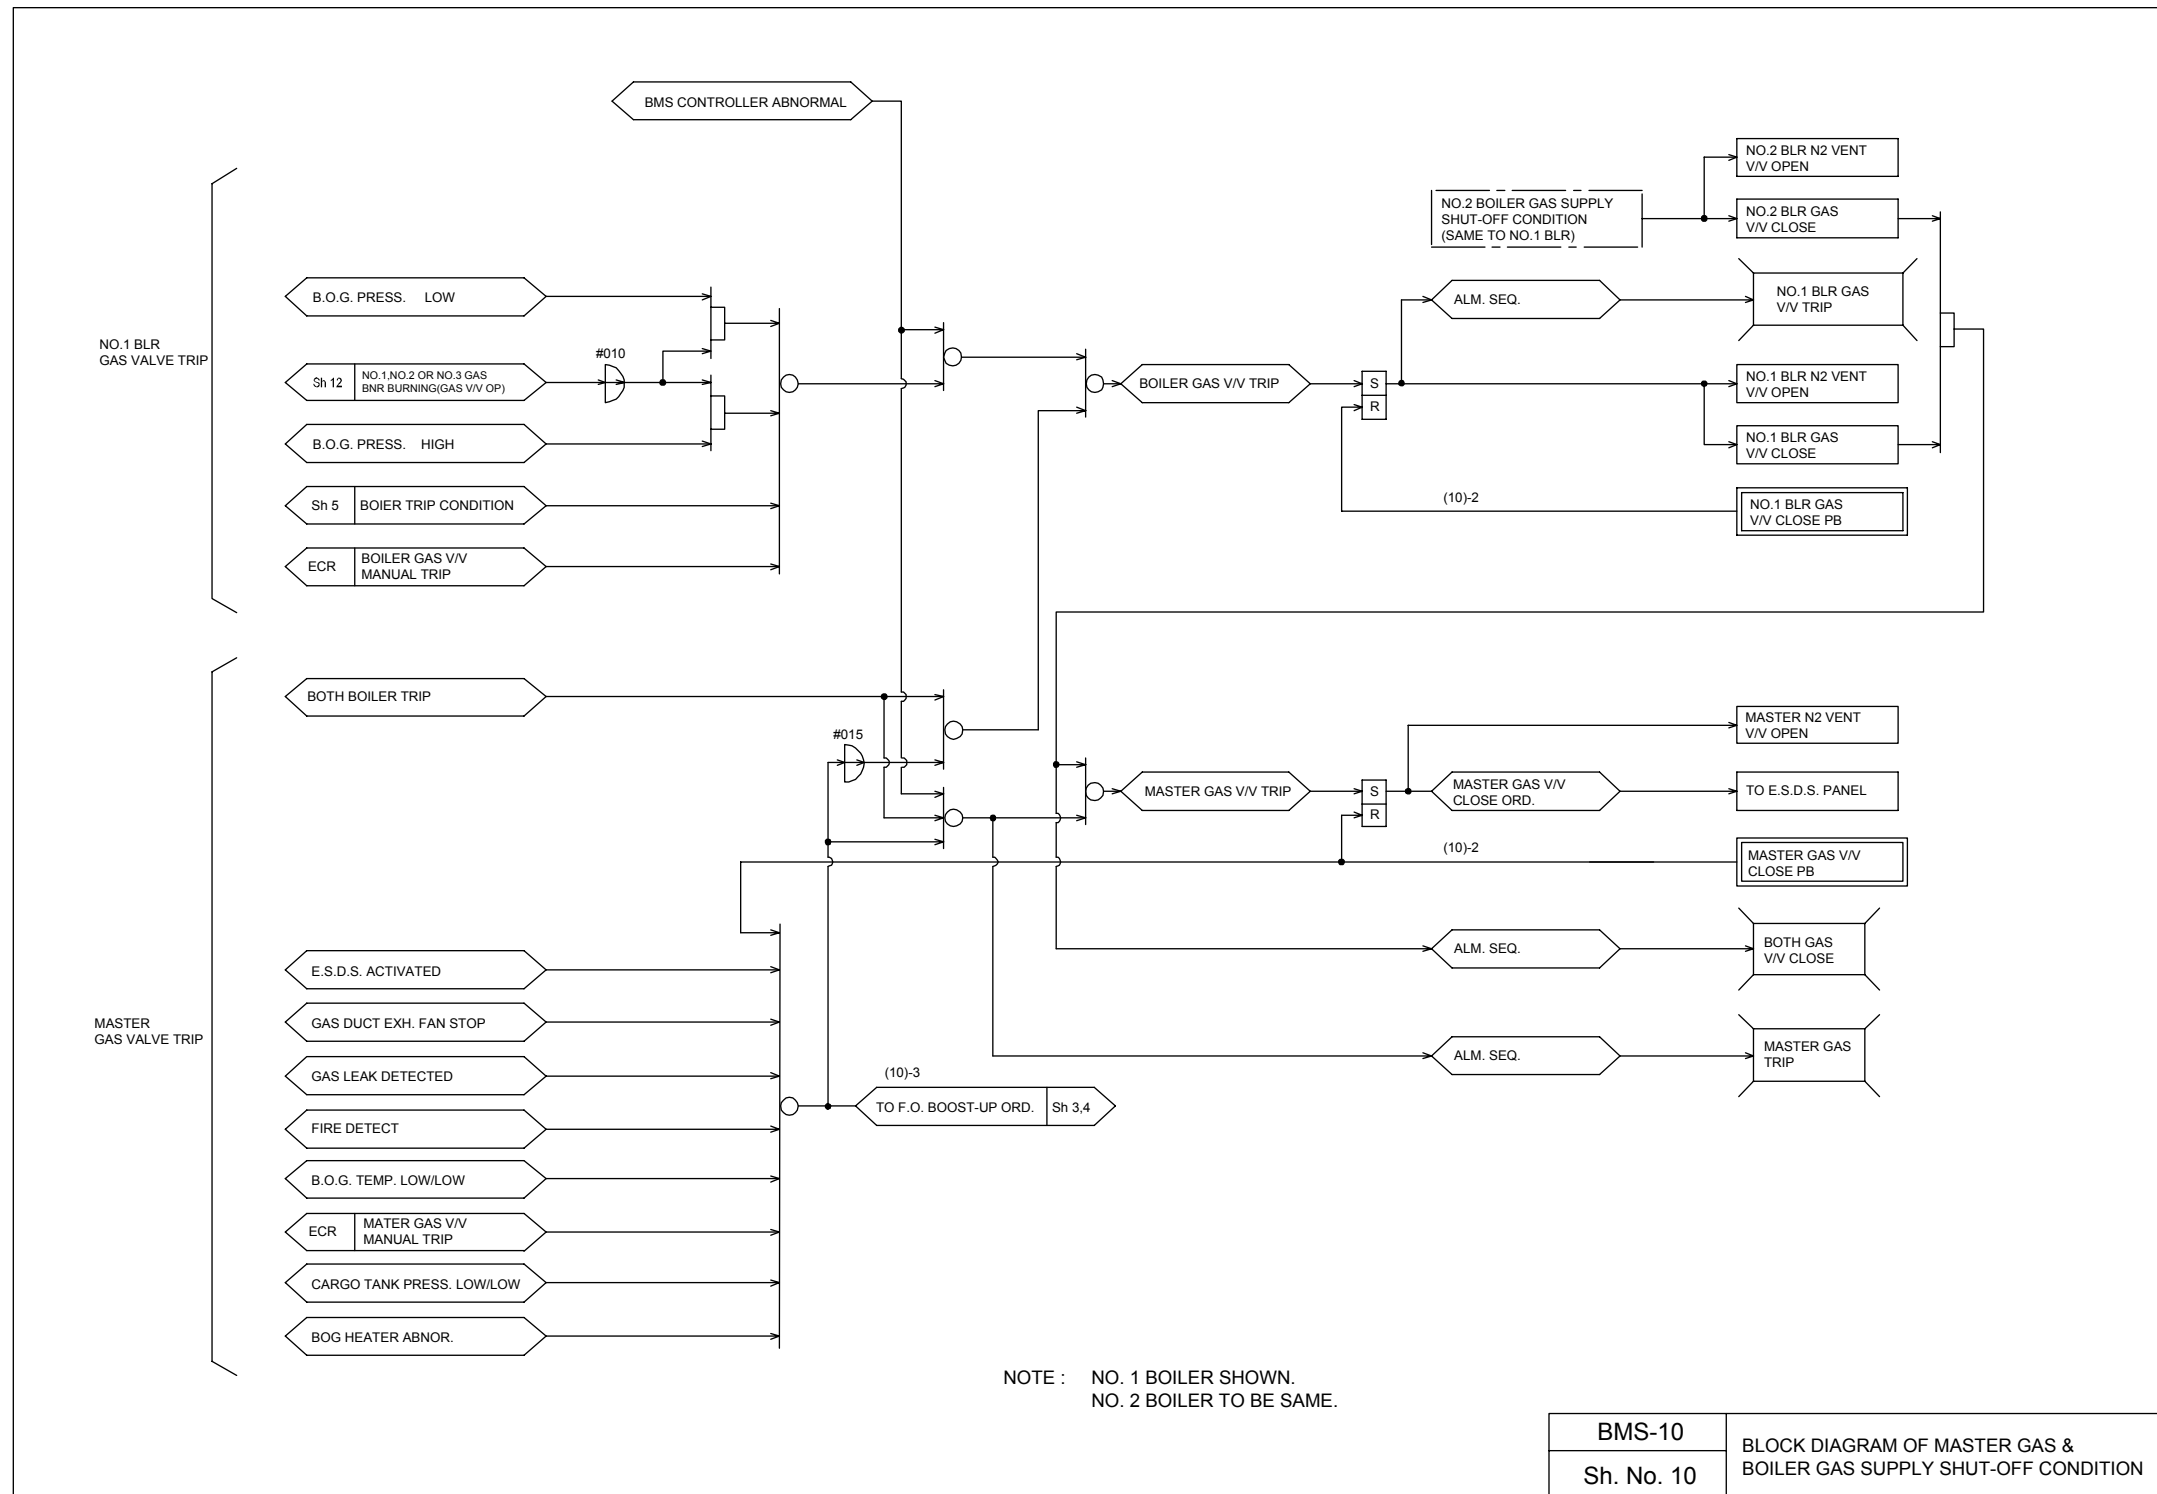 BMS CONTROLLER ABNORMAL
NO.2 BLR N2 VENT
V/V OPEN
NO.2 BOILER GAS SUPPLY
SHUT-OFF CONDITION
(SAME TO NO.1 BLR)
NO.2 BLR GAS
V/V CLOSE
NO.1 BLR
GAS VALVE TRIP
B.O.G. PRESS. LOW
#010
Sh 12
NO.1,NO.2 OR NO.3 GAS
BNR BURNING(GAS V/V OP)
B.O.G. PRESS. HIGH
Sh 5
BOIER TRIP CONDITION
ECR
BOILER GAS V/V
MANUAL TRIP
BOILER GAS V/V TRIP
S
R
ALM. SEQ.
NO.1 BLR GAS
V/V TRIP
NO.1 BLR N2 VENT
V/V OPEN
NO.1 BLR GAS
V/V CLOSE
(10)-2
NO.1 BLR GAS
V/V CLOSE PB
MASTER
GAS VALVE TRIP
BOTH BOILER TRIP
#015
MASTER GAS V/V TRIP
S
R
MASTER N2 VENT
V/V OPEN
MASTER GAS V/V
CLOSE ORD.
TO E.S.D.S. PANEL
(10)-2
MASTER GAS V/V
CLOSE PB
ALM. SEQ.
BOTH GAS
V/V CLOSE
ALM. SEQ.
MASTER GAS
TRIP
E.S.D.S. ACTIVATED
GAS DUCT EXH. FAN STOP
GAS LEAK DETECTED
(10)-3
TO F.O. BOOST-UP ORD.
Sh 3,4
FIRE DETECT
B.O.G. TEMP. LOW/LOW
ECR
MATER GAS V/V
MANUAL TRIP
CARGO TANK PRESS. LOW/LOW
BOG HEATER ABNOR.
NOTE : NO. 1 BOILER SHOWN.
NO. 2 BOILER TO BE SAME.
BMS-10
Sh. No. 10
BLOCK DIAGRAM OF MASTER GAS &
BOILER GAS SUPPLY SHUT-OFF CONDITION